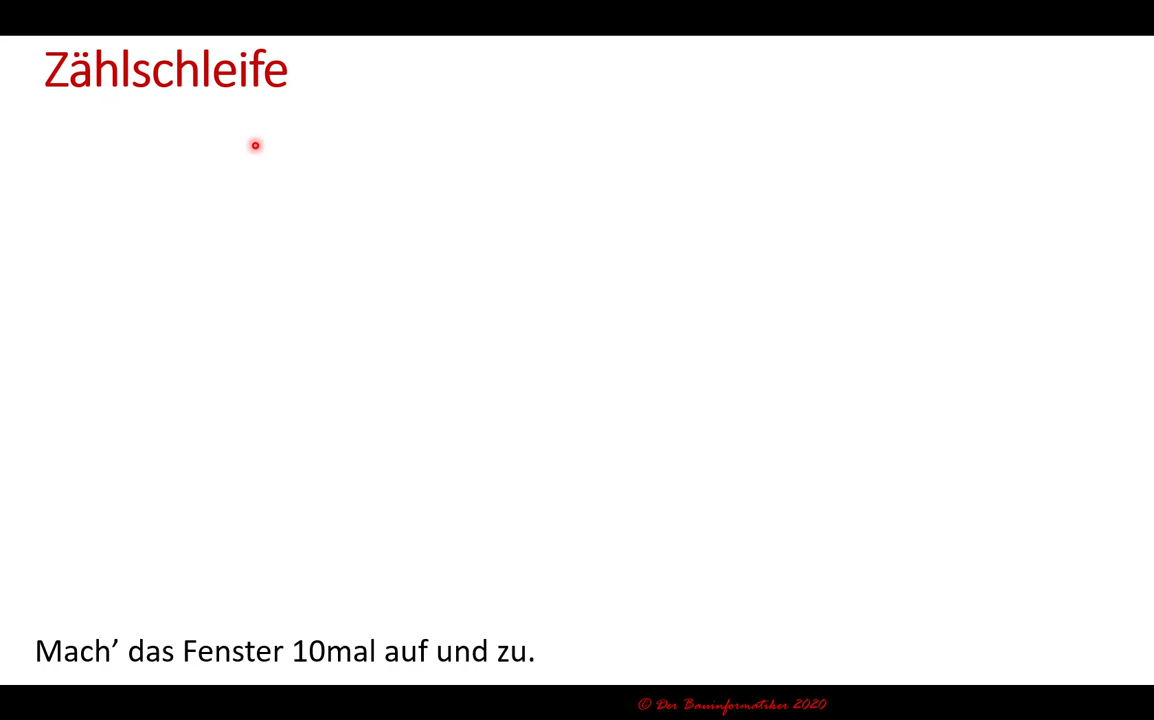 Zählschleife
Mach’ das Fenster 10mal auf und zu.
© Der Bauinformatiker 2020